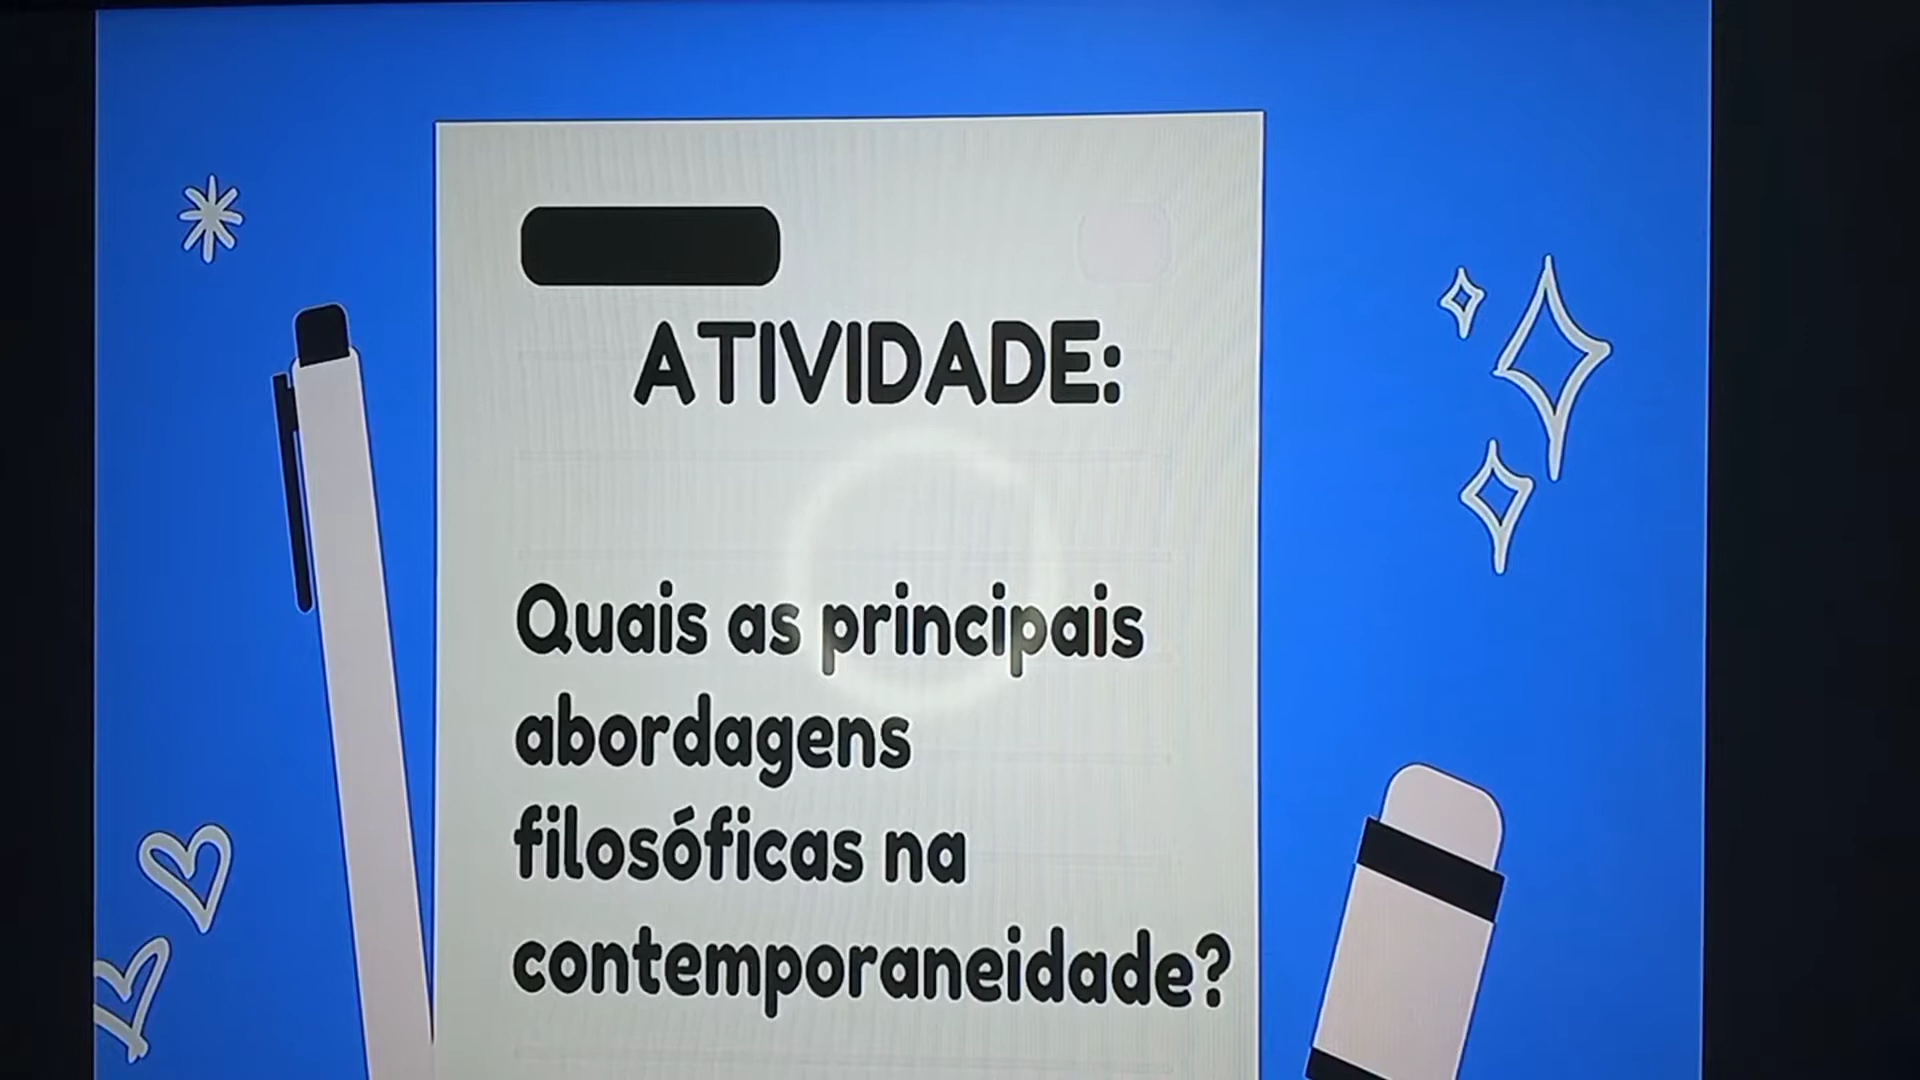 ATIVIDADE:
Quais as principais
abordagens
filosóficas na
contemporaneidade?